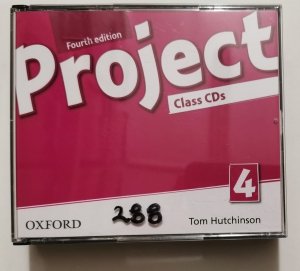 Fourth edition
Project
Class CDs
4
OXFORD
288
Tom Hutchinson